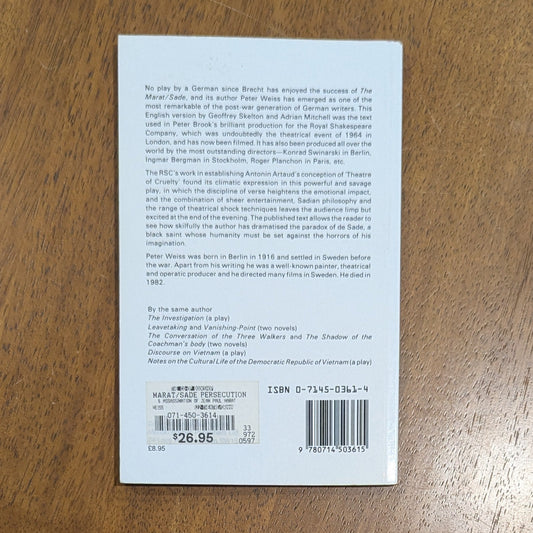 No play by a German since Brecht has enjoyed the success of The
Marat/Sade, and its author Peter Weiss has emerged as one of the
most remarkable of the post-war generation of German writers. This
English version by Geoffrey Skelton and Adrian Mitchell was the text
used in Peter Brook's brilliant production for the Royal Shakespeare
Company, which was undoubtedly the theatrical event of 1964 in
London, and has now been filmed. It has also been produced all over the
world by the most outstanding directors—Konrad Swinarski in Berlin,
Ingmar Bergman in Stockholm, Roger Planchon in Paris, etc.
The RSC's work in establishing Antonin Artaud's conception of 'Theatre
of Cruelty' found its climatic expression in this powerful and savage
play, in which the discipline of verse heightens the emotional impact,
and the combination of sheer entertainment, Sadian philosophy and
the range of theatrical shock techniques leaves the audience limp but
excited at the end of the evening. The published text allows the reader to
see how skilfully the author has dramatised the paradox of de Sade, a
black saint whose humanity must be set against the horrors of his
imagination.
Peter Weiss was born in Berlin in 1916 and settled in Sweden before
the war. Apart from his writing he was a well-known painter, theatrical
and operatic producer and he directed many films in Sweden. He died in
1982.
By the same author
The Investigation (a play)
Leavetaking and Vanishing-Point (two novels)
The Conversation of the Three Walkers and The Shadow of the
Coachman's body (two novels)
Discourse on Vietnam (a play)
Notes on the Cultural Life of the Democratic Republic of Vietnam (a play)
MARAT/SADE PERSECUTION
& ASSASSINATION OF JEAN PAUL MARAT
WEISS
071-450-3614
$26.95
33
972
0597
£8.95
ISBN 0-7145-0361-4
9 780714 503615